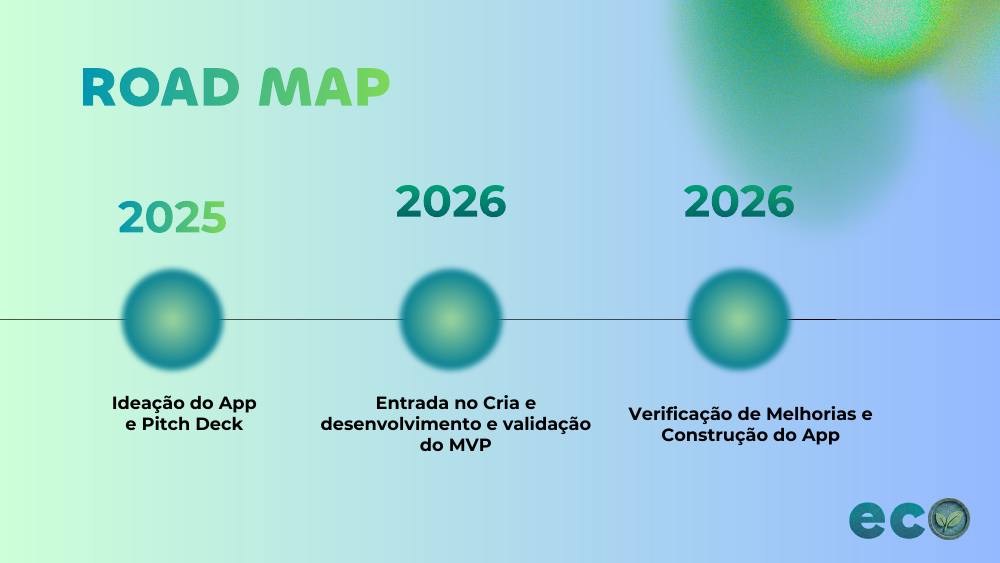 ROAD MAP
2025
2026
2026
Ideação do App
e Pitch Deck
Entrada no Cria e
desenvolvimento e validação
do MVP
Verificação de Melhorias e
Construção do App
eco